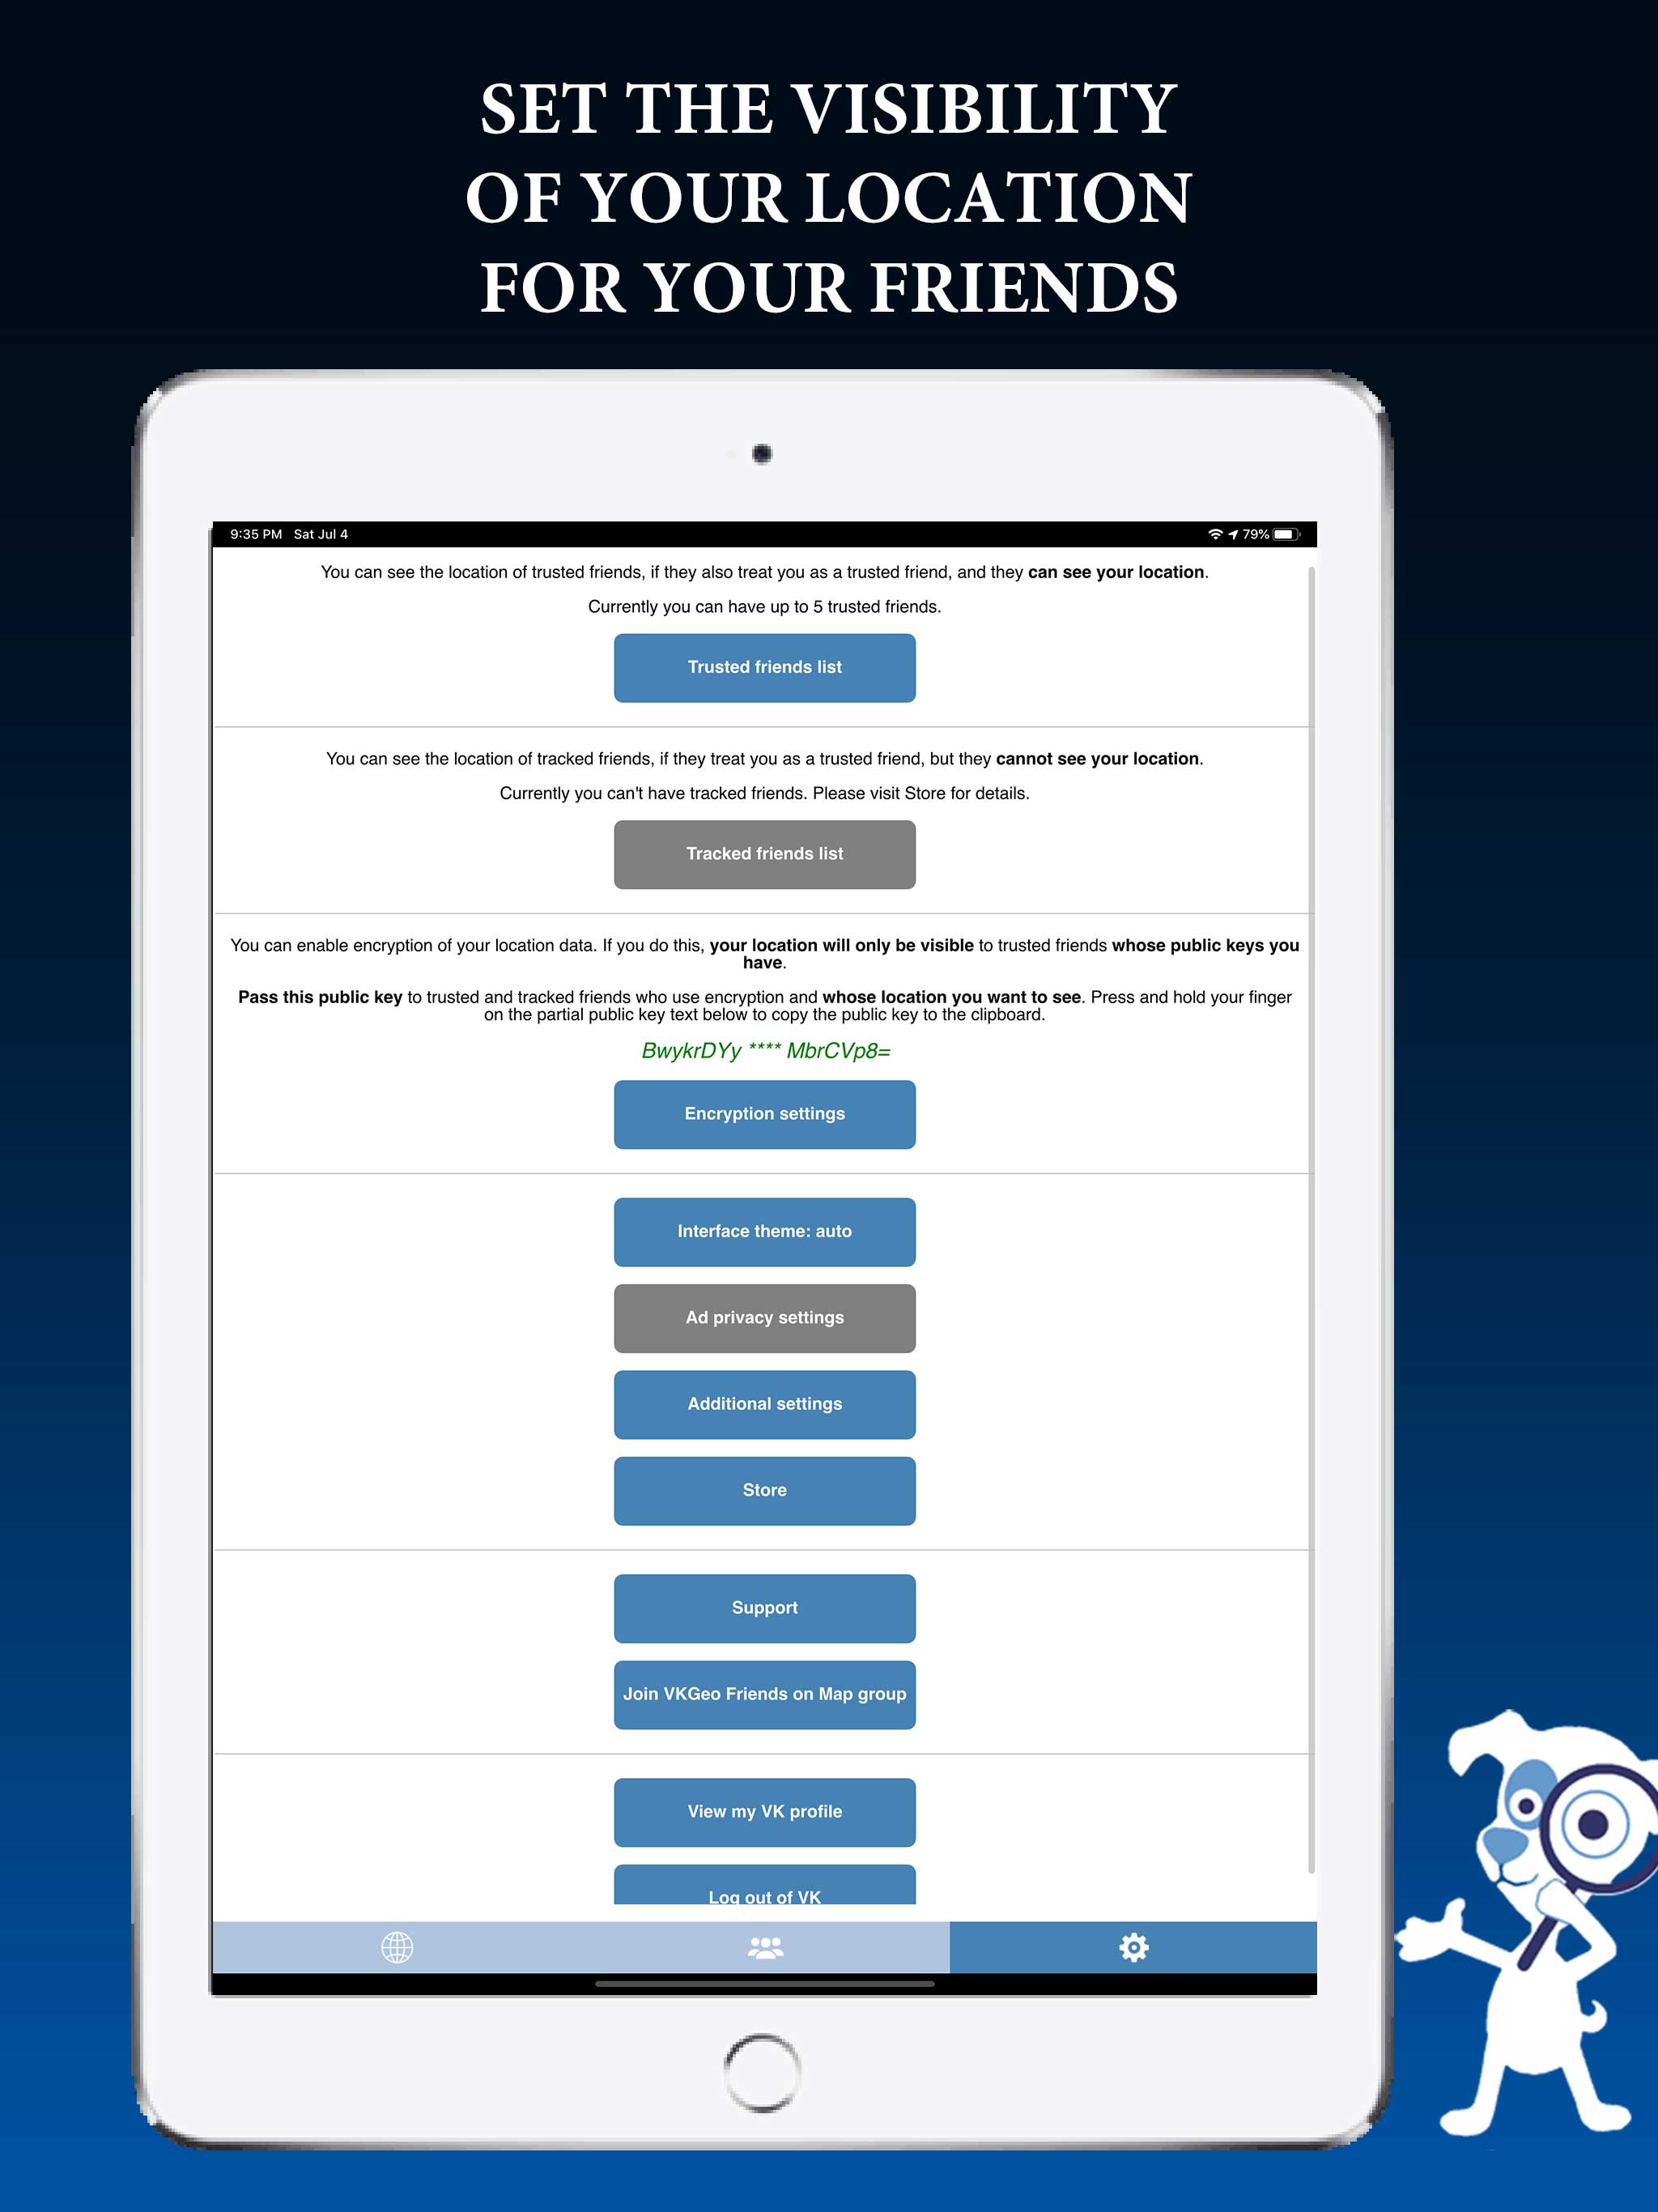 SET THE VISIBILITY
OF YOUR LOCATION
FOR YOUR FRIENDS
9:35 PM Sat Jul 4
79%
You can see the location of trusted friends, if they also treat you as a trusted friend, and they can see your location.
Currently you can have up to 5 trusted friends.
Trusted friends list
You can see the location of tracked friends, if they treat you as a trusted friend, but they cannot see your location.
Currently you can't have tracked friends. Please visit Store for details.
Tracked friends list
You can enable encryption of your location data. If you do this, your location will only be visible to trusted friends whose public keys you
have.
Pass this public key to trusted and tracked friends who use encryption and whose location you want to see. Press and hold your finger
on the partial public key text below to copy the public key to the clipboard.
BwykrDYy **** MbrCVp8=
Encryption settings
Interface theme: auto
Ad privacy settings
Additional settings
Store
Support
Join VKGeo Friends on Map group
View my VK profile
Log out of VK